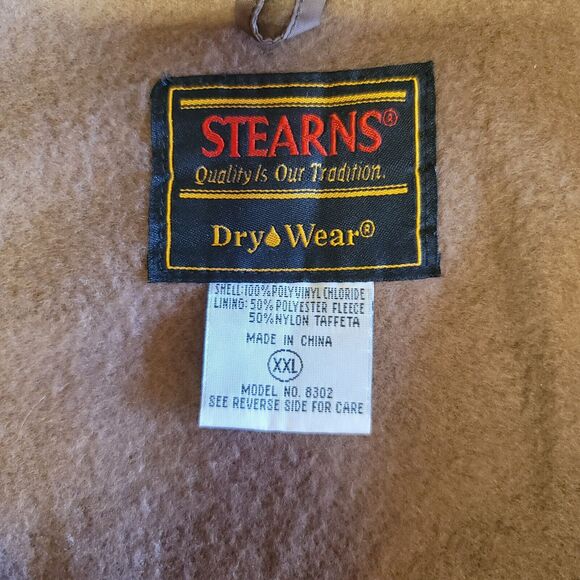 STEARNS®
Quality Is Our Tradition.
Dry Wear®
SHELL: 100% POLYVINYL CHLORIDE
LINING: 50% POLYESTER FLEECE
50% NYLON TAFFETA
MADE IN CHINA
XXL
MODEL NO. 8302
SEE REVERSE SIDE FOR CARE